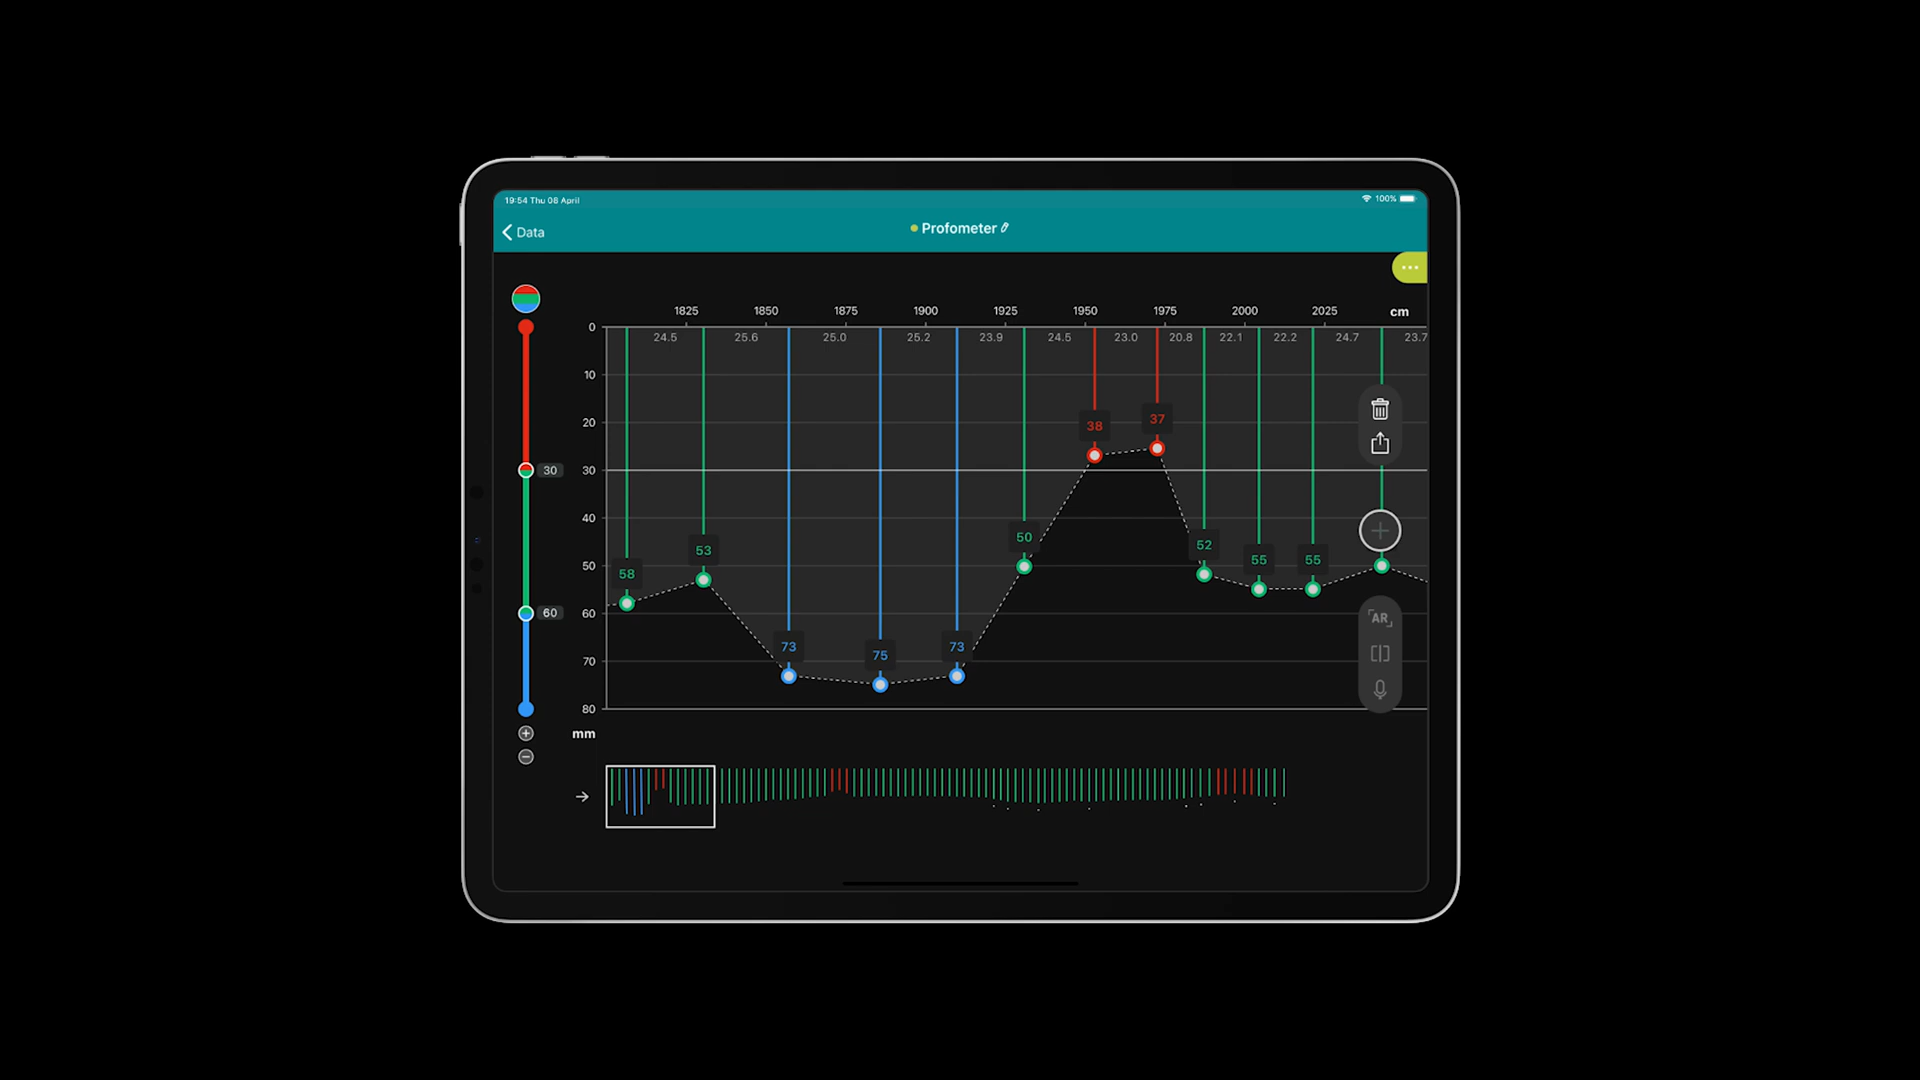 19:54 Thu 08 April
100%
Data
Profometer
1825 1850 1875 1900 1925 1950 1975 2000 2025 cm
0
24.5 25.6 25.0 25.2 23.9 24.5 23.0 20.8 22.1 22.2 24.7 23.7
10
20
38 37
30 30
40
50 52
53 55 55
50
58
60 60
73 75 73
70
80
AR
mm